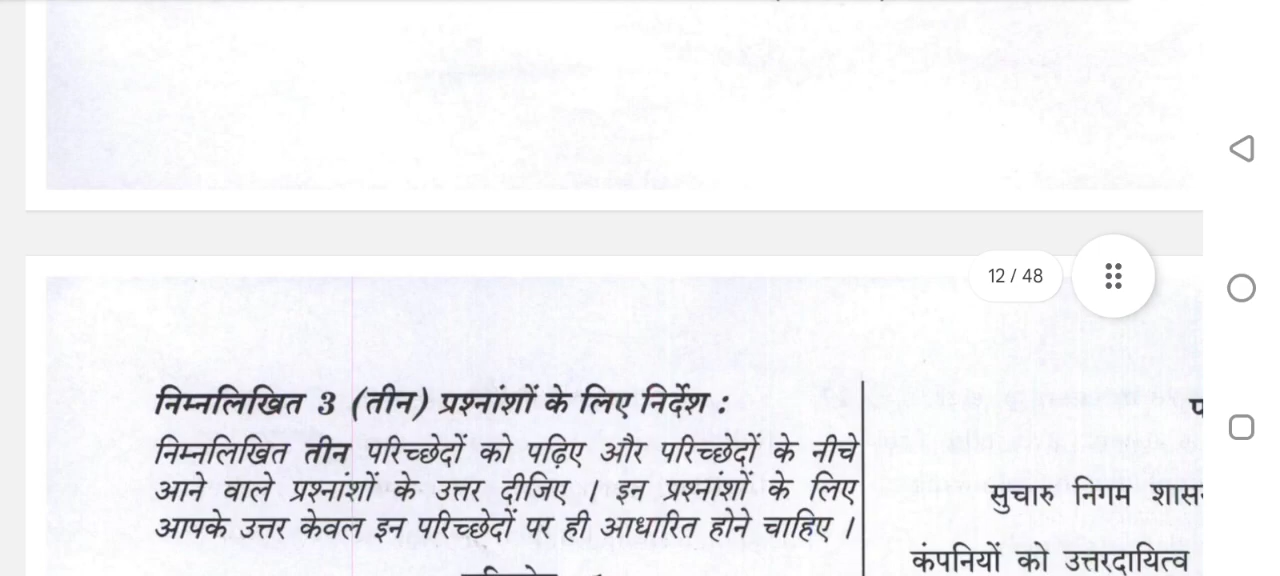 12 / 48
निम्नलिखित 3 (तीन) प्रश्नांशों के लिए निर्देश :
निम्नलिखित तीन परिच्छेदों को पढ़िए और परिच्छेदों के नीचे
आने वाले प्रश्नाशों के उत्तर दीजिए । इन प्रश्नांशों के लिए
आपके उत्तर केवल इन परिच्छेदों पर ही आधारित होने चाहिए ।
सुचारु निगम
कंपनियों को उत्तरदायित्व